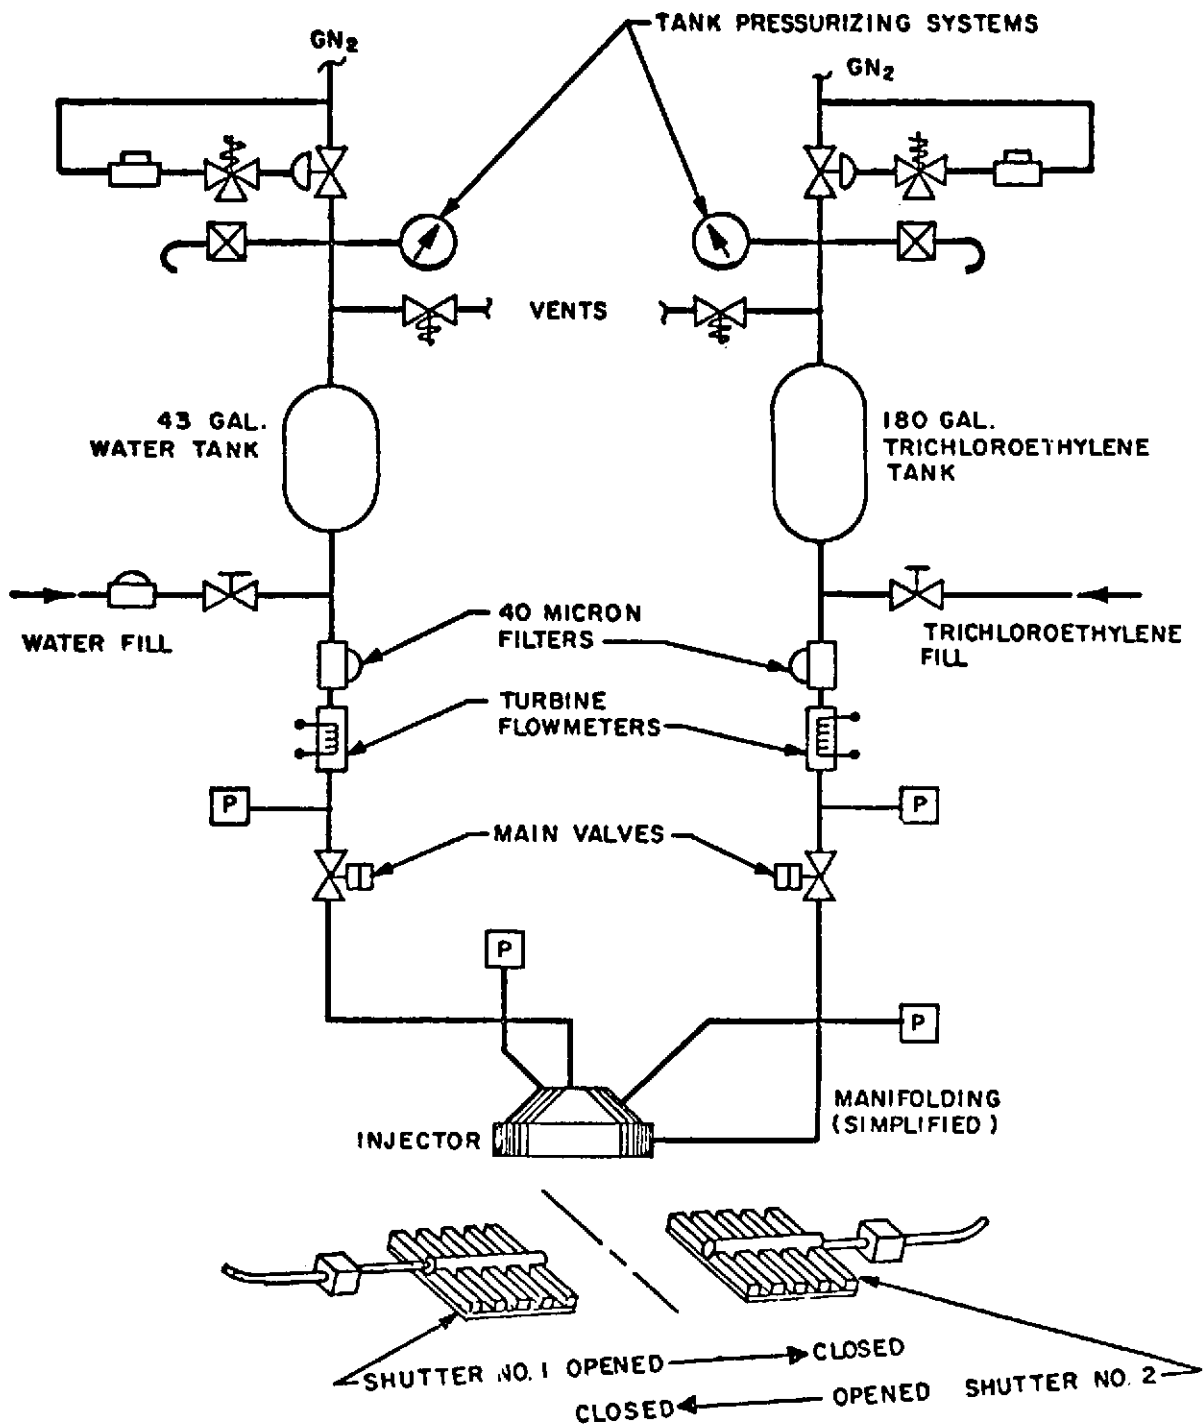 TANK PRESSURIZING SYSTEMS
GN₂
GN₂
VENTS
43 GAL.
WATER TANK
180 GAL.
TRICHLOROETHYLENE
TANK
WATER FILL
40 MICRON
FILTERS
TRICHLOROETHYLENE
FILL
TURBINE
FLOWMETERS
P
P
MAIN VALVES
P
P
MANIFOLDING
(SIMPLIFIED)
INJECTOR
SHUTTER NO. 1 OPENED CLOSED
CLOSED OPENED SHUTTER NO. 2